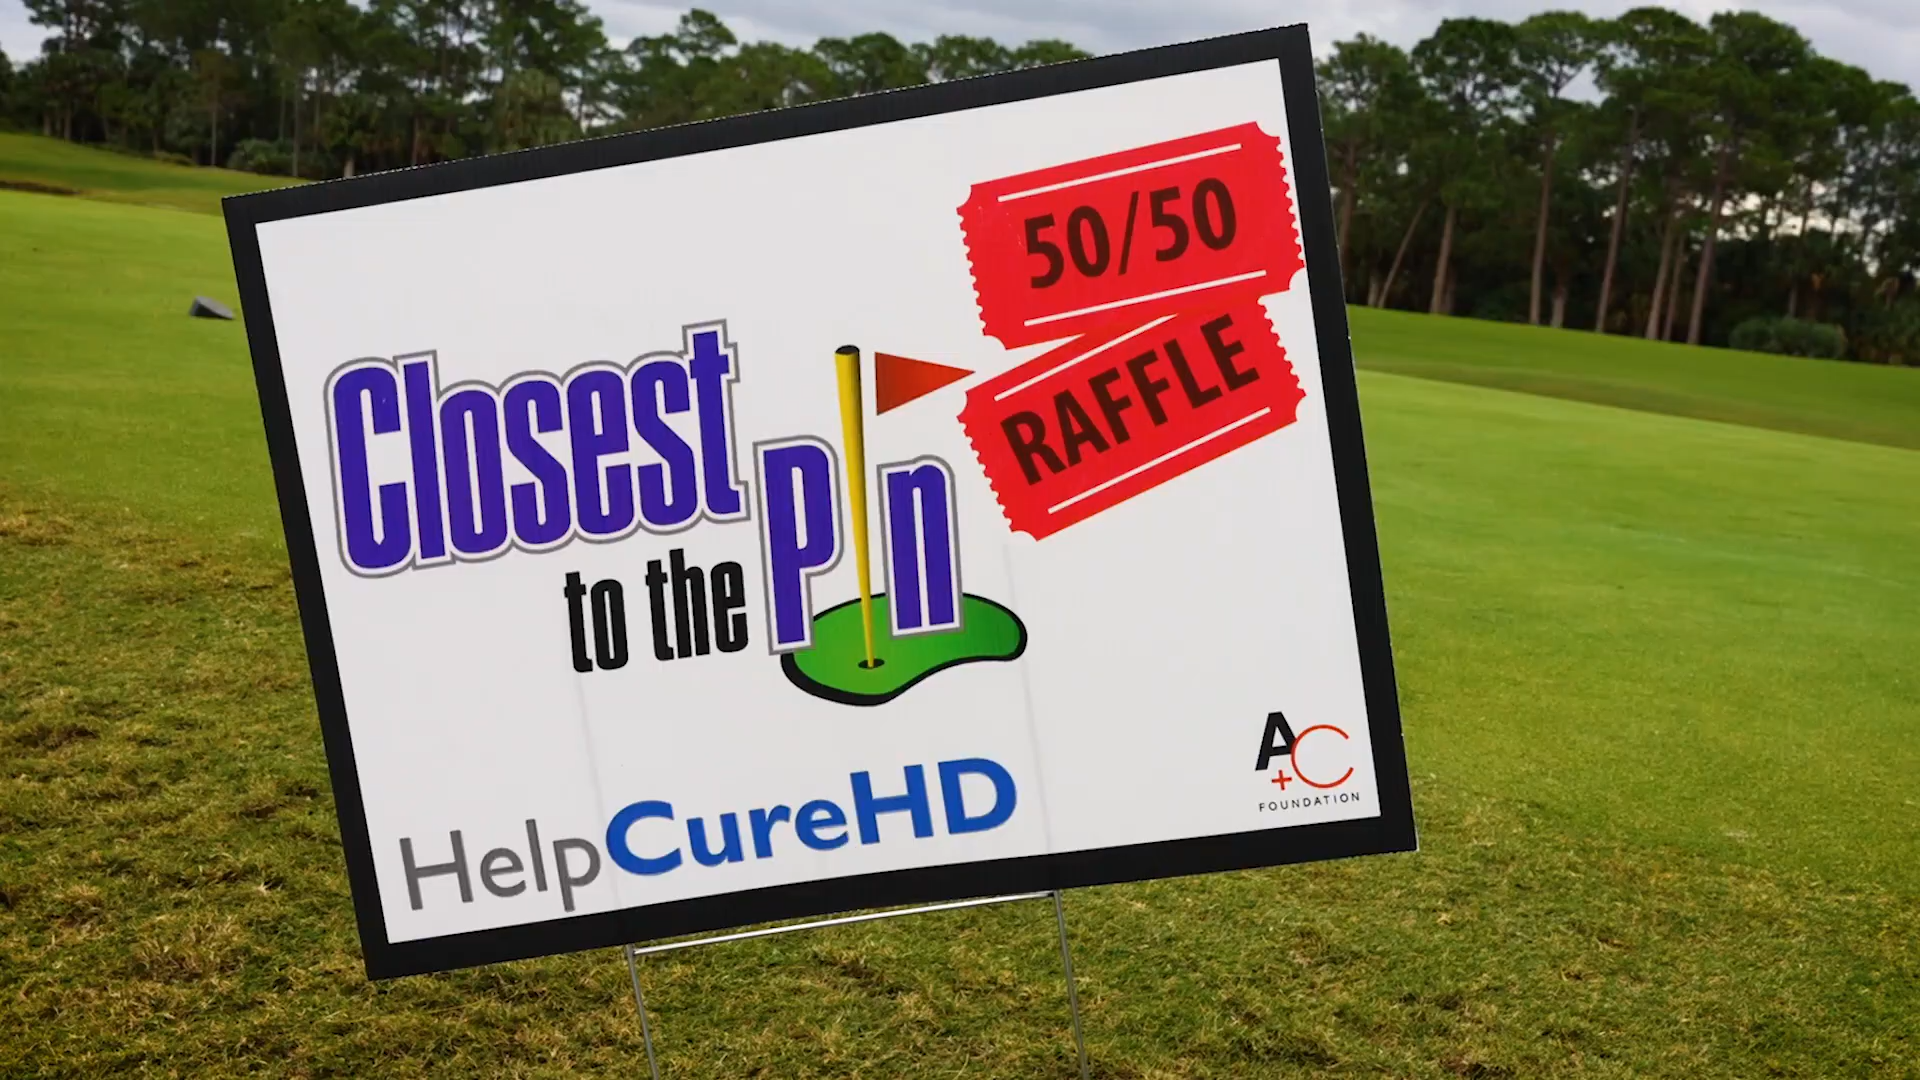 50/50
RAFFLE
Closest
to the Pin
HelpCureHD
A+C
FOUNDATION